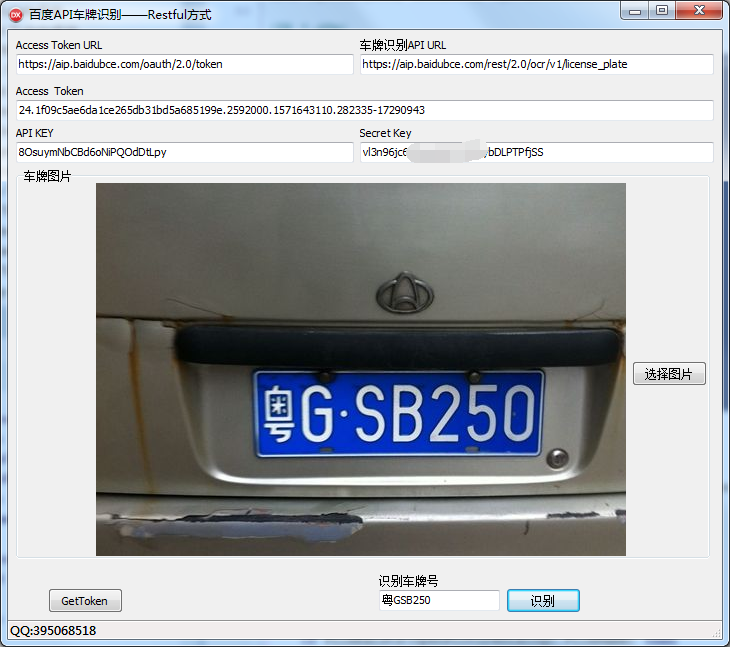 百度API车牌识别——Restful方式
Access Token URL
车牌识别API URL
https://aip.baidubce.com/oauth/2.0/token
https://aip.baidubce.com/rest/2.0/ocr/v1/license_plate
Access Token
24.1f09c5ae6da1ce265db31bd5a685199e.2592000.1571643110.282335-17290943
API KEY
Secret Key
8OsuymNbCBd6oNiPQOdDtLpy
车牌图片
粤G·SB250
选择图片
识别车牌号
GetToken
粤GSB250
识别
QQ:395068518